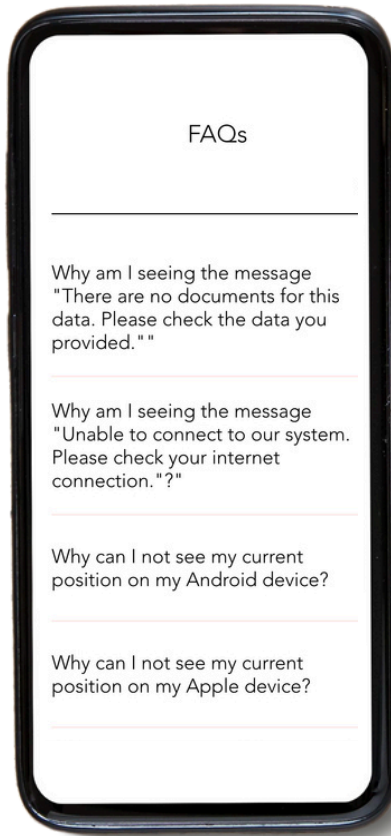 FAQs
Why am I seeing the message
"There are no documents for this
data. Please check the data you
provided.""
Why am I seeing the message
"Unable to connect to our system.
Please check your internet
connection."?"
Why can I not see my current
position on my Android device?
Why can I not see my current
position on my Apple device?